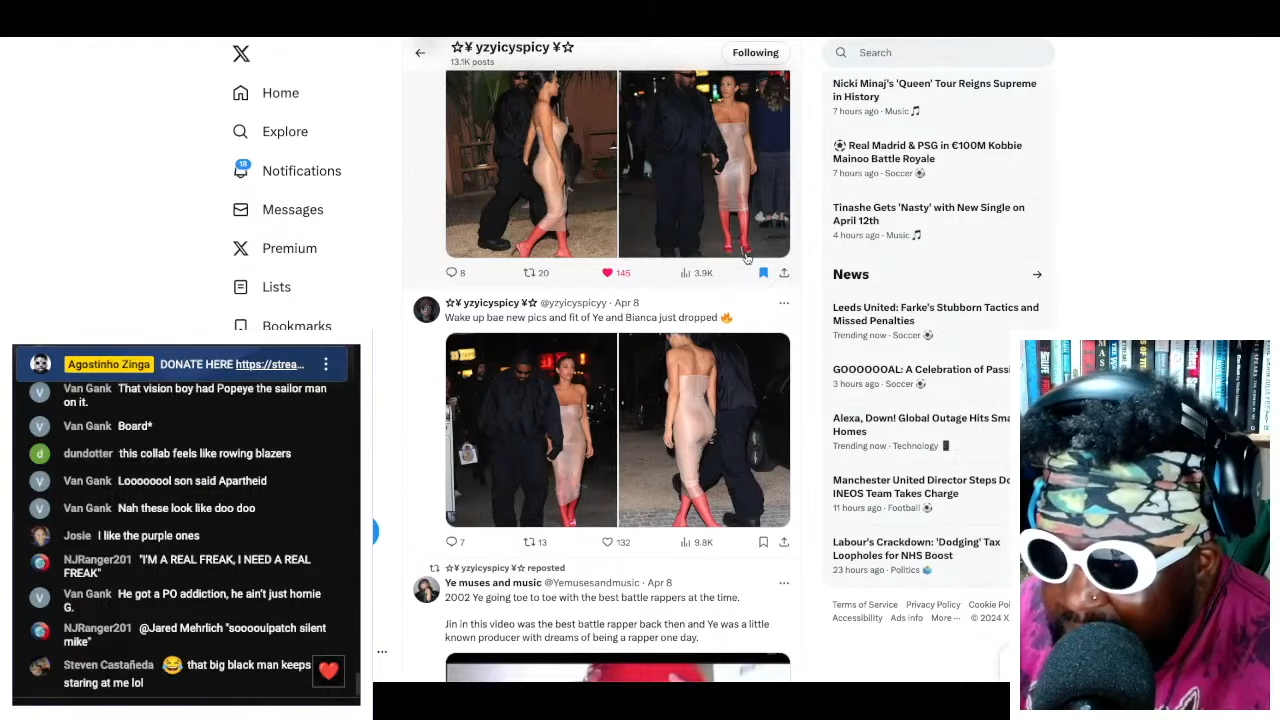 Home
Explore
18
Notifications
Messages
Premium
Lists
Bookmarks
☆¥ yzyicyspicy ¥☆
13.1K posts
Following
8
20
145
3.9K
☆¥ yzyicyspicy ¥☆ @yzyicyspicyy · Apr 8
Wake up bae new pics and fit of Ye and Bianca just dropped 🔥
7
13
132
9.8K
☆¥ yzyicyspicy ¥☆ reposted
Ye muses and music @Yemusesandmusic · Apr 8
2002 Ye going toe to toe with the best battle rappers at the time.
Jin in this video was the best battle rapper back then and Ye was a little
known producer with dreams of being a rapper one day.
Search
Nicki Minaj's 'Queen' Tour Reigns Supreme
in History
7 hours ago · Music 🎵
⚽ Real Madrid & PSG in €100M Kobbie
Mainoo Battle Royale
7 hours ago · Soccer ⚽
Tinashe Gets 'Nasty' with New Single on
April 12th
4 hours ago · Music 🎵
News
Leeds United: Farke's Stubborn Tactics and
Missed Penalties
Trending now · Soccer ⚽
GOOOOOOAL: A Celebration of Passi
3 hours ago · Soccer ⚽
Alexa, Down! Global Outage Hits Sma
Homes
Trending now · Technology 📱
Manchester United Director Steps Do
INEOS Team Takes Charge
11 hours ago · Football ⚽
Labour's Crackdown: 'Dodging' Tax
Loopholes for NHS Boost
23 hours ago · Politics
Terms of Service Privacy Policy Cookie Pol
Accessibility Ads info More ··· © 2024 X
Agostinho Zinga DONATE HERE https://strea...
Van Gank That vision boy had Popeye the sailor man
on it.
Van Gank Board*
dundotter this collab feels like rowing blazers
Van Gank Loooooool son said Apartheid
Van Gank Nah these look like doo doo
Josie I like the purple ones
NJRanger201 "I'M A REAL FREAK, I NEED A REAL
FREAK"
Van Gank He got a PO addiction, he ain't just hornie
G.
NJRanger201 @Jared Mehrlich "sooooulpatch silent
mike"
Steven Castañeda 😂 that big black man keeps
staring at me lol